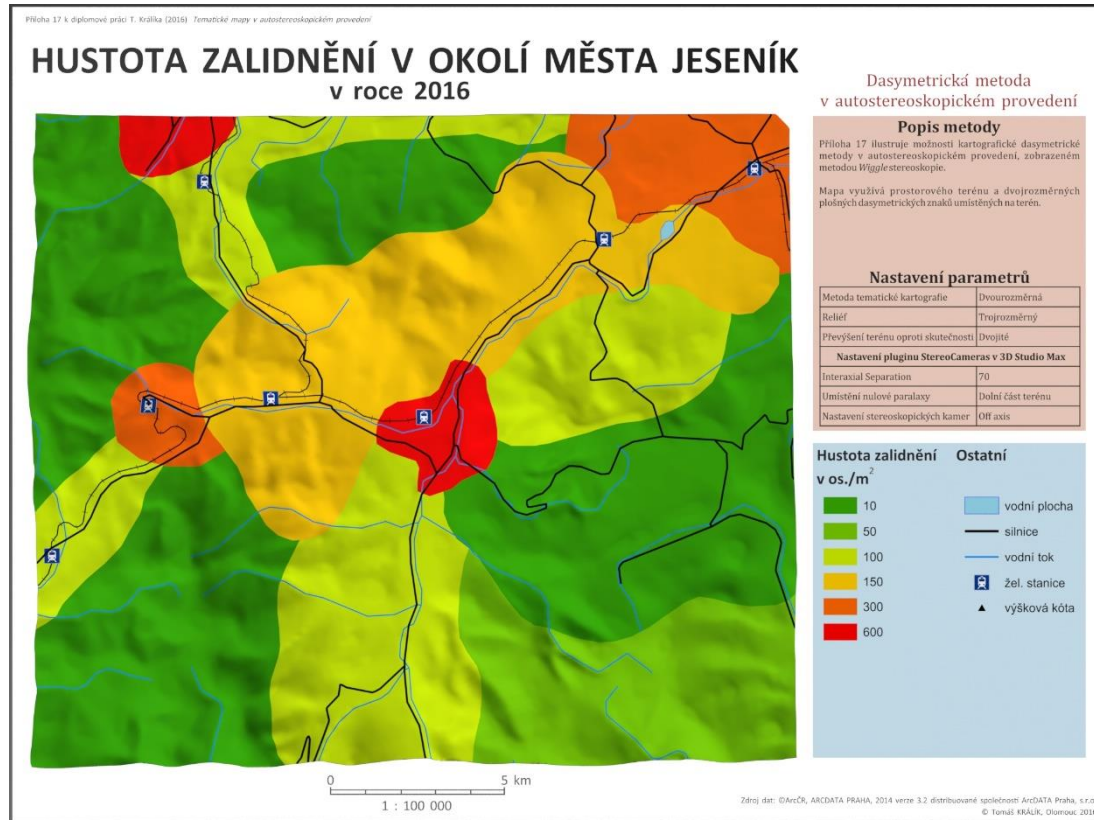 Příloha 17 k diplomové práci T. Králíka (2016) Tematické mapy v autostereoskopickém provedení
HUSTOTA ZALIDNĚNÍ V OKOLÍ MĚSTA JESENÍK
v roce 2016
Dasymetrická metoda
v autostereoskopickém provedení
Popis metody
Příloha 17 ilustruje možnosti kartografické dasymetrické
metody v autostereoskopickém provedení, zobrazeném
metodou Wiggle stereoskopie.
Mapa využívá prostorového terénu a dvojrozměrných
plošných dasymetrických znaků umístěných na terén.
Nastavení parametrů
Metoda tematické kartografie Dvourozměrná
Reliéf Trojrozměrný
Převýšení terénu oproti skutečnosti Dvojité
Nastavení pluginu StereoCameras v 3D Studio Max
Interaxial Separation 70
Umístění nulové paralaxy Dolní část terénu
Nastavení stereoskopických kamer Off axis
Hustota zalidnění
v os./m²
10
50
100
150
300
600
Ostatní
vodní plocha
silnice
vodní tok
žel. stanice
výšková kóta
0 5 km
1 : 100 000
Zdroj dat: ©ArcČR, ARCDATA PRAHA, 2014 verze 3.2 distribuované společností ArcDATA Praha, s.r.o
© Tomáš KRÁLÍK, Olomouc 2016